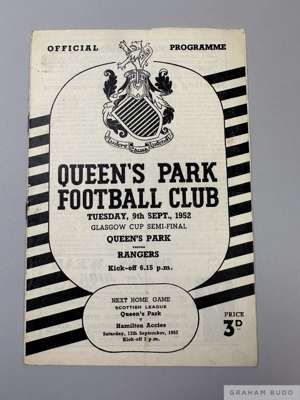 OFFICIAL PROGRAMME
QUEEN'S PARK
FOOTBALL CLUB
TUESDAY, 9th SEPT., 1952
GLASGOW CUP SEMI-FINAL
QUEEN'S PARK
versus
RANGERS
Kick-off 6.15 p.m.
NEXT HOME GAME
SCOTTISH LEAGUE
Queen's Park
v
Hamilton Accies
Saturday, 13th September, 1952
Kick-off 3 p.m.
PRICE
3D
GRAHAM BUDD